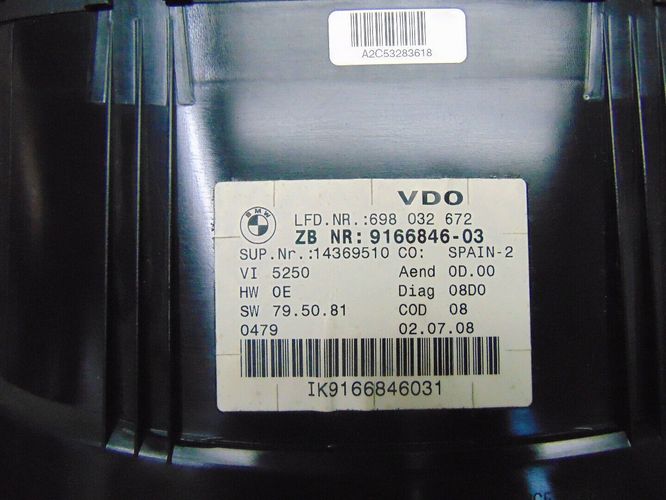 A2C53283618
VDO
BMW
LFD.NR.:698 032 672
ZB NR: 9166846-03
SUP.Nr.:14369510 CO: SPAIN-2
VI 5250 Aend 0D.00
HW 0E Diag 08D0
SW 79.50.81 COD 08
0479 02.07.08
IK9166846031